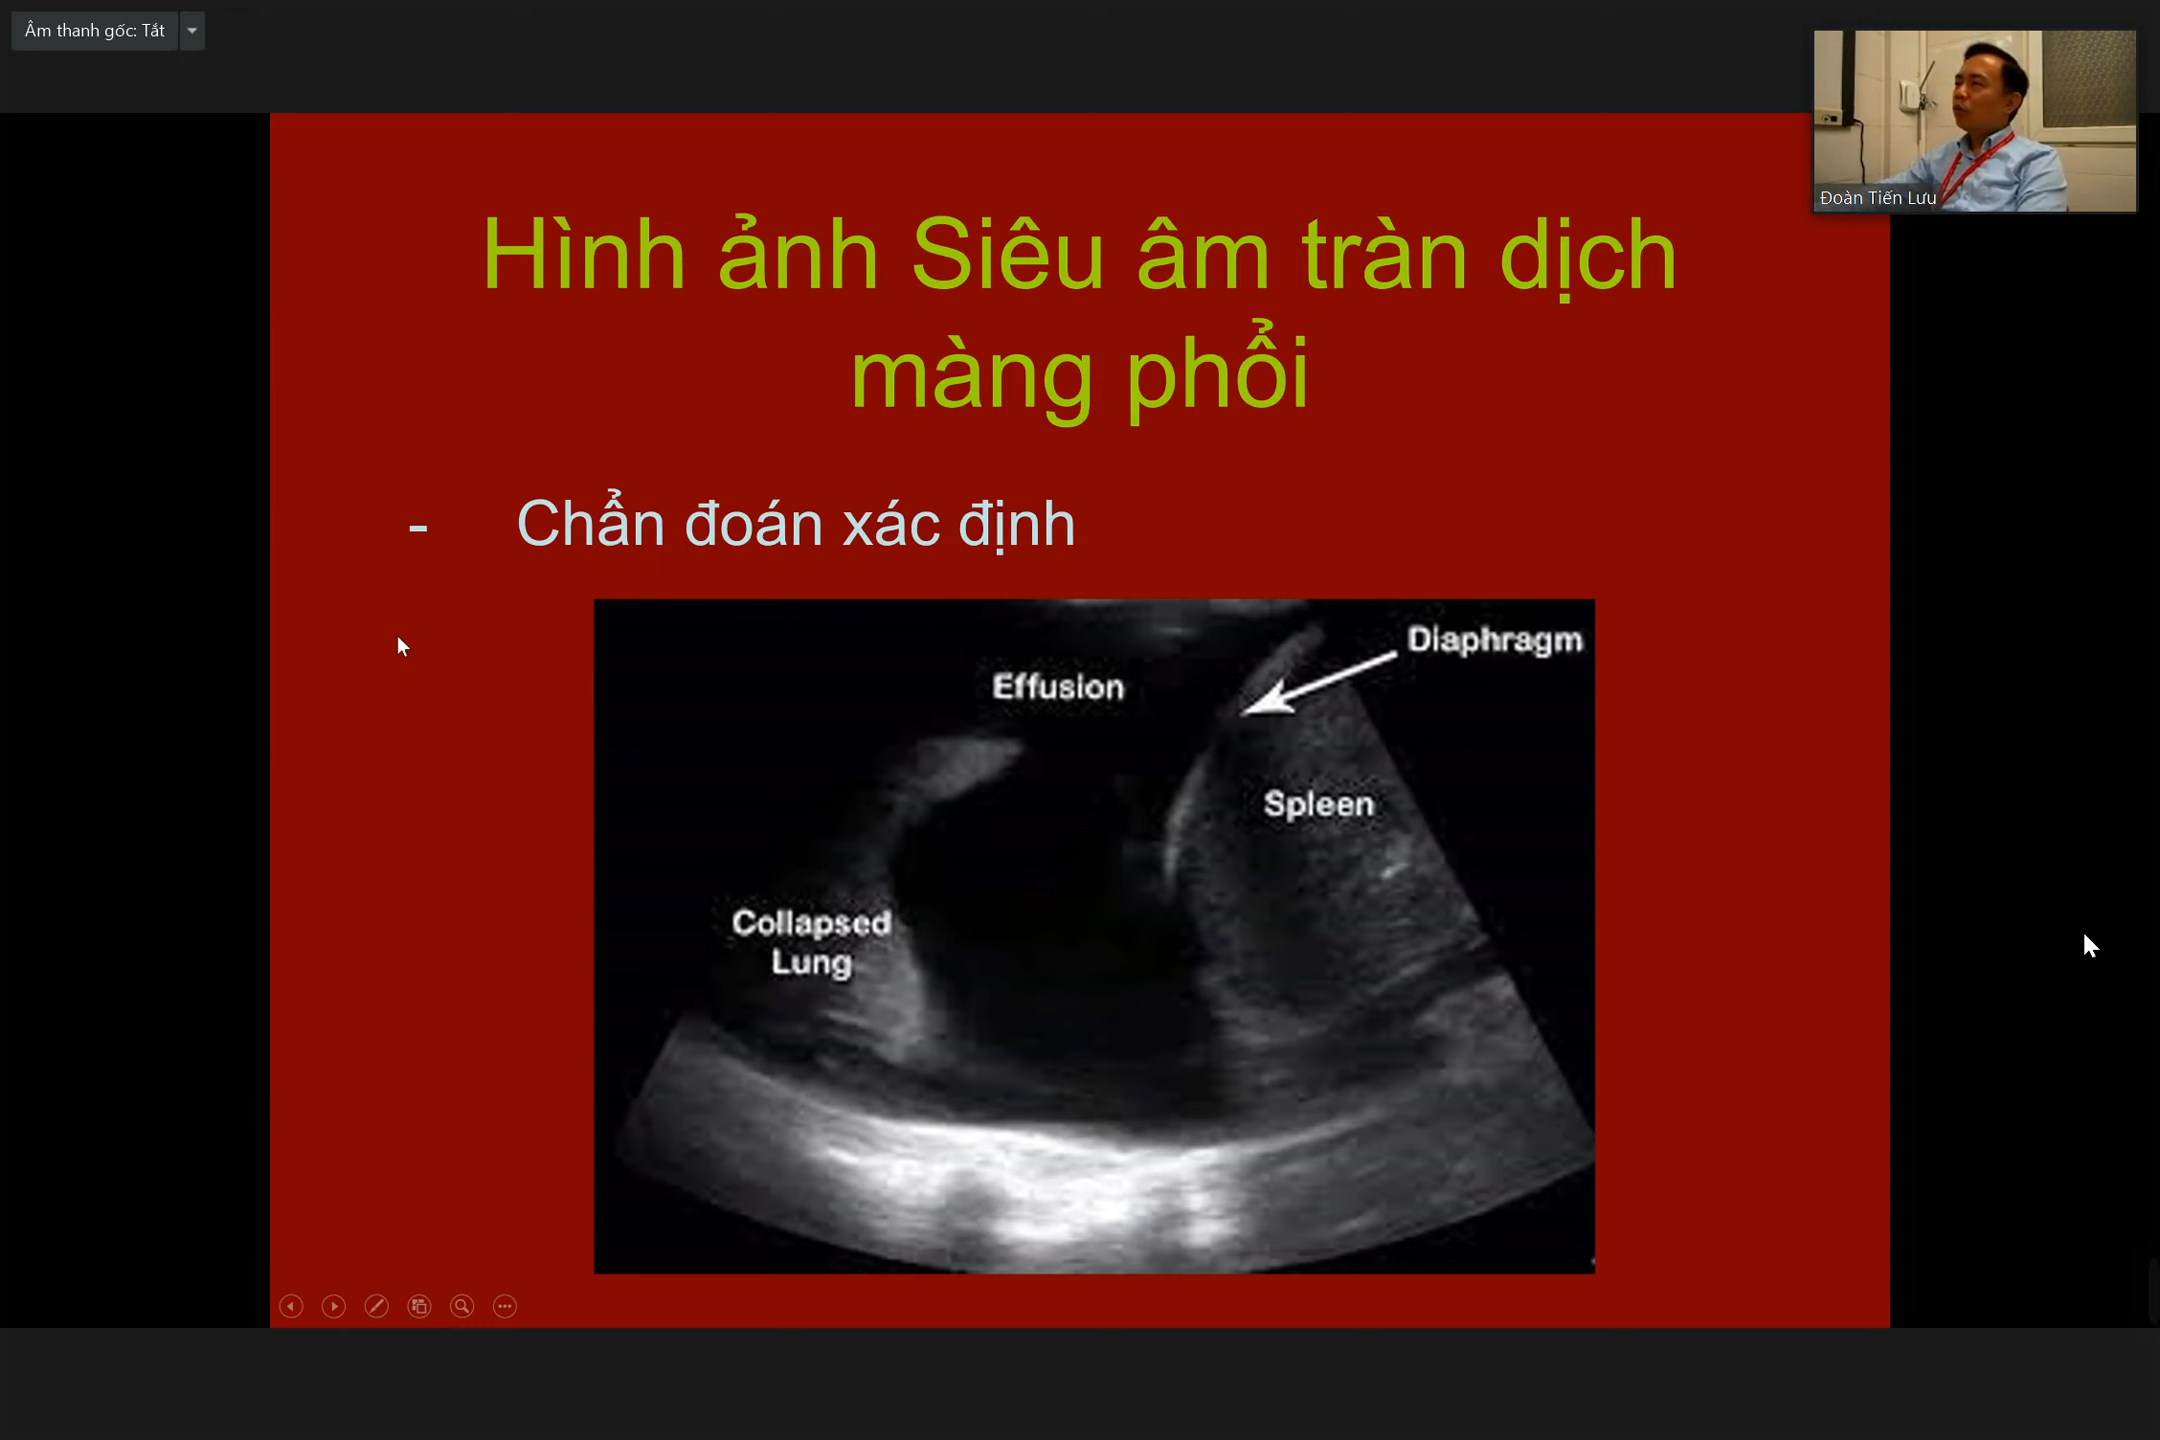 Âm thanh gốc: Tắt
Đoàn Tiến Lưu
Hình ảnh Siêu âm tràn dịch
màng phổi
- Chẩn đoán xác định
Diaphragm
Effusion
Spleen
Collapsed
Lung